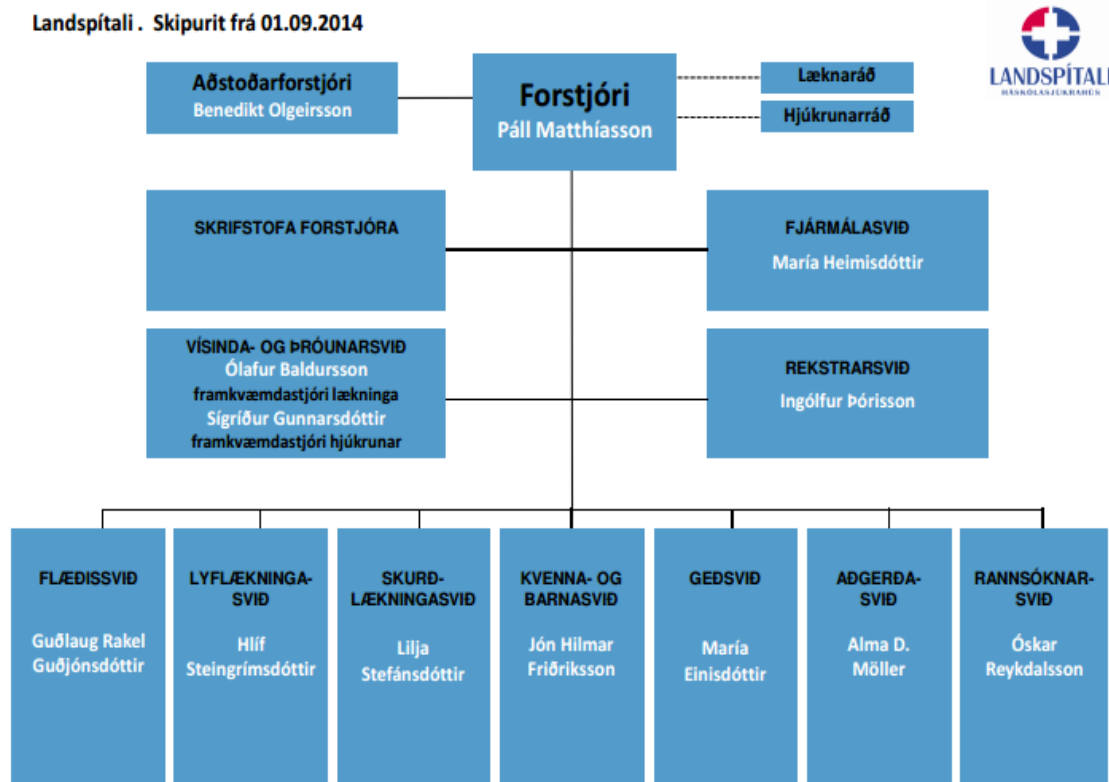 Landspítali . Skipurit frá 01.09.2014
LANDSPÍTALI
HÁSKÓLASJÚKRAHÚS
Aðstoðarforstjóri
Benedikt Olgeirsson
Forstjóri
Páll Matthíasson
Læknaráð
Hjúkrunarráð
SKRIFSTOFA FORSTJÓRA
FJÁRMÁLASVIÐ
María Heimisdóttir
VÍSINDA- OG ÞRÓUNARSVIÐ
Ólafur Baldursson
framkvæmdastjóri lækninga
Sígríður Gunnarsdóttir
framkvæmdastjóri hjúkrunar
REKSTRARSVIÐ
Ingólfur Þórisson
FLÆÐISSVIÐ
Guðlaug Rakel
Guðjónsdóttir
LYFLÆKNINGA-
SVIÐ
Hlíf
Steingrímsdóttir
SKURÐ-
LÆKNINGASVIÐ
Lilja
Stefánsdóttir
KVENNA- OG
BARNASVIÐ
Jón Hilmar
Friðriksson
GEÐSVIÐ
María
Einisdóttir
AÐGERÐA-
SVIÐ
Alma D.
Möller
RANNSÓKNAR-
SVIÐ
Óskar
Reykdalsson